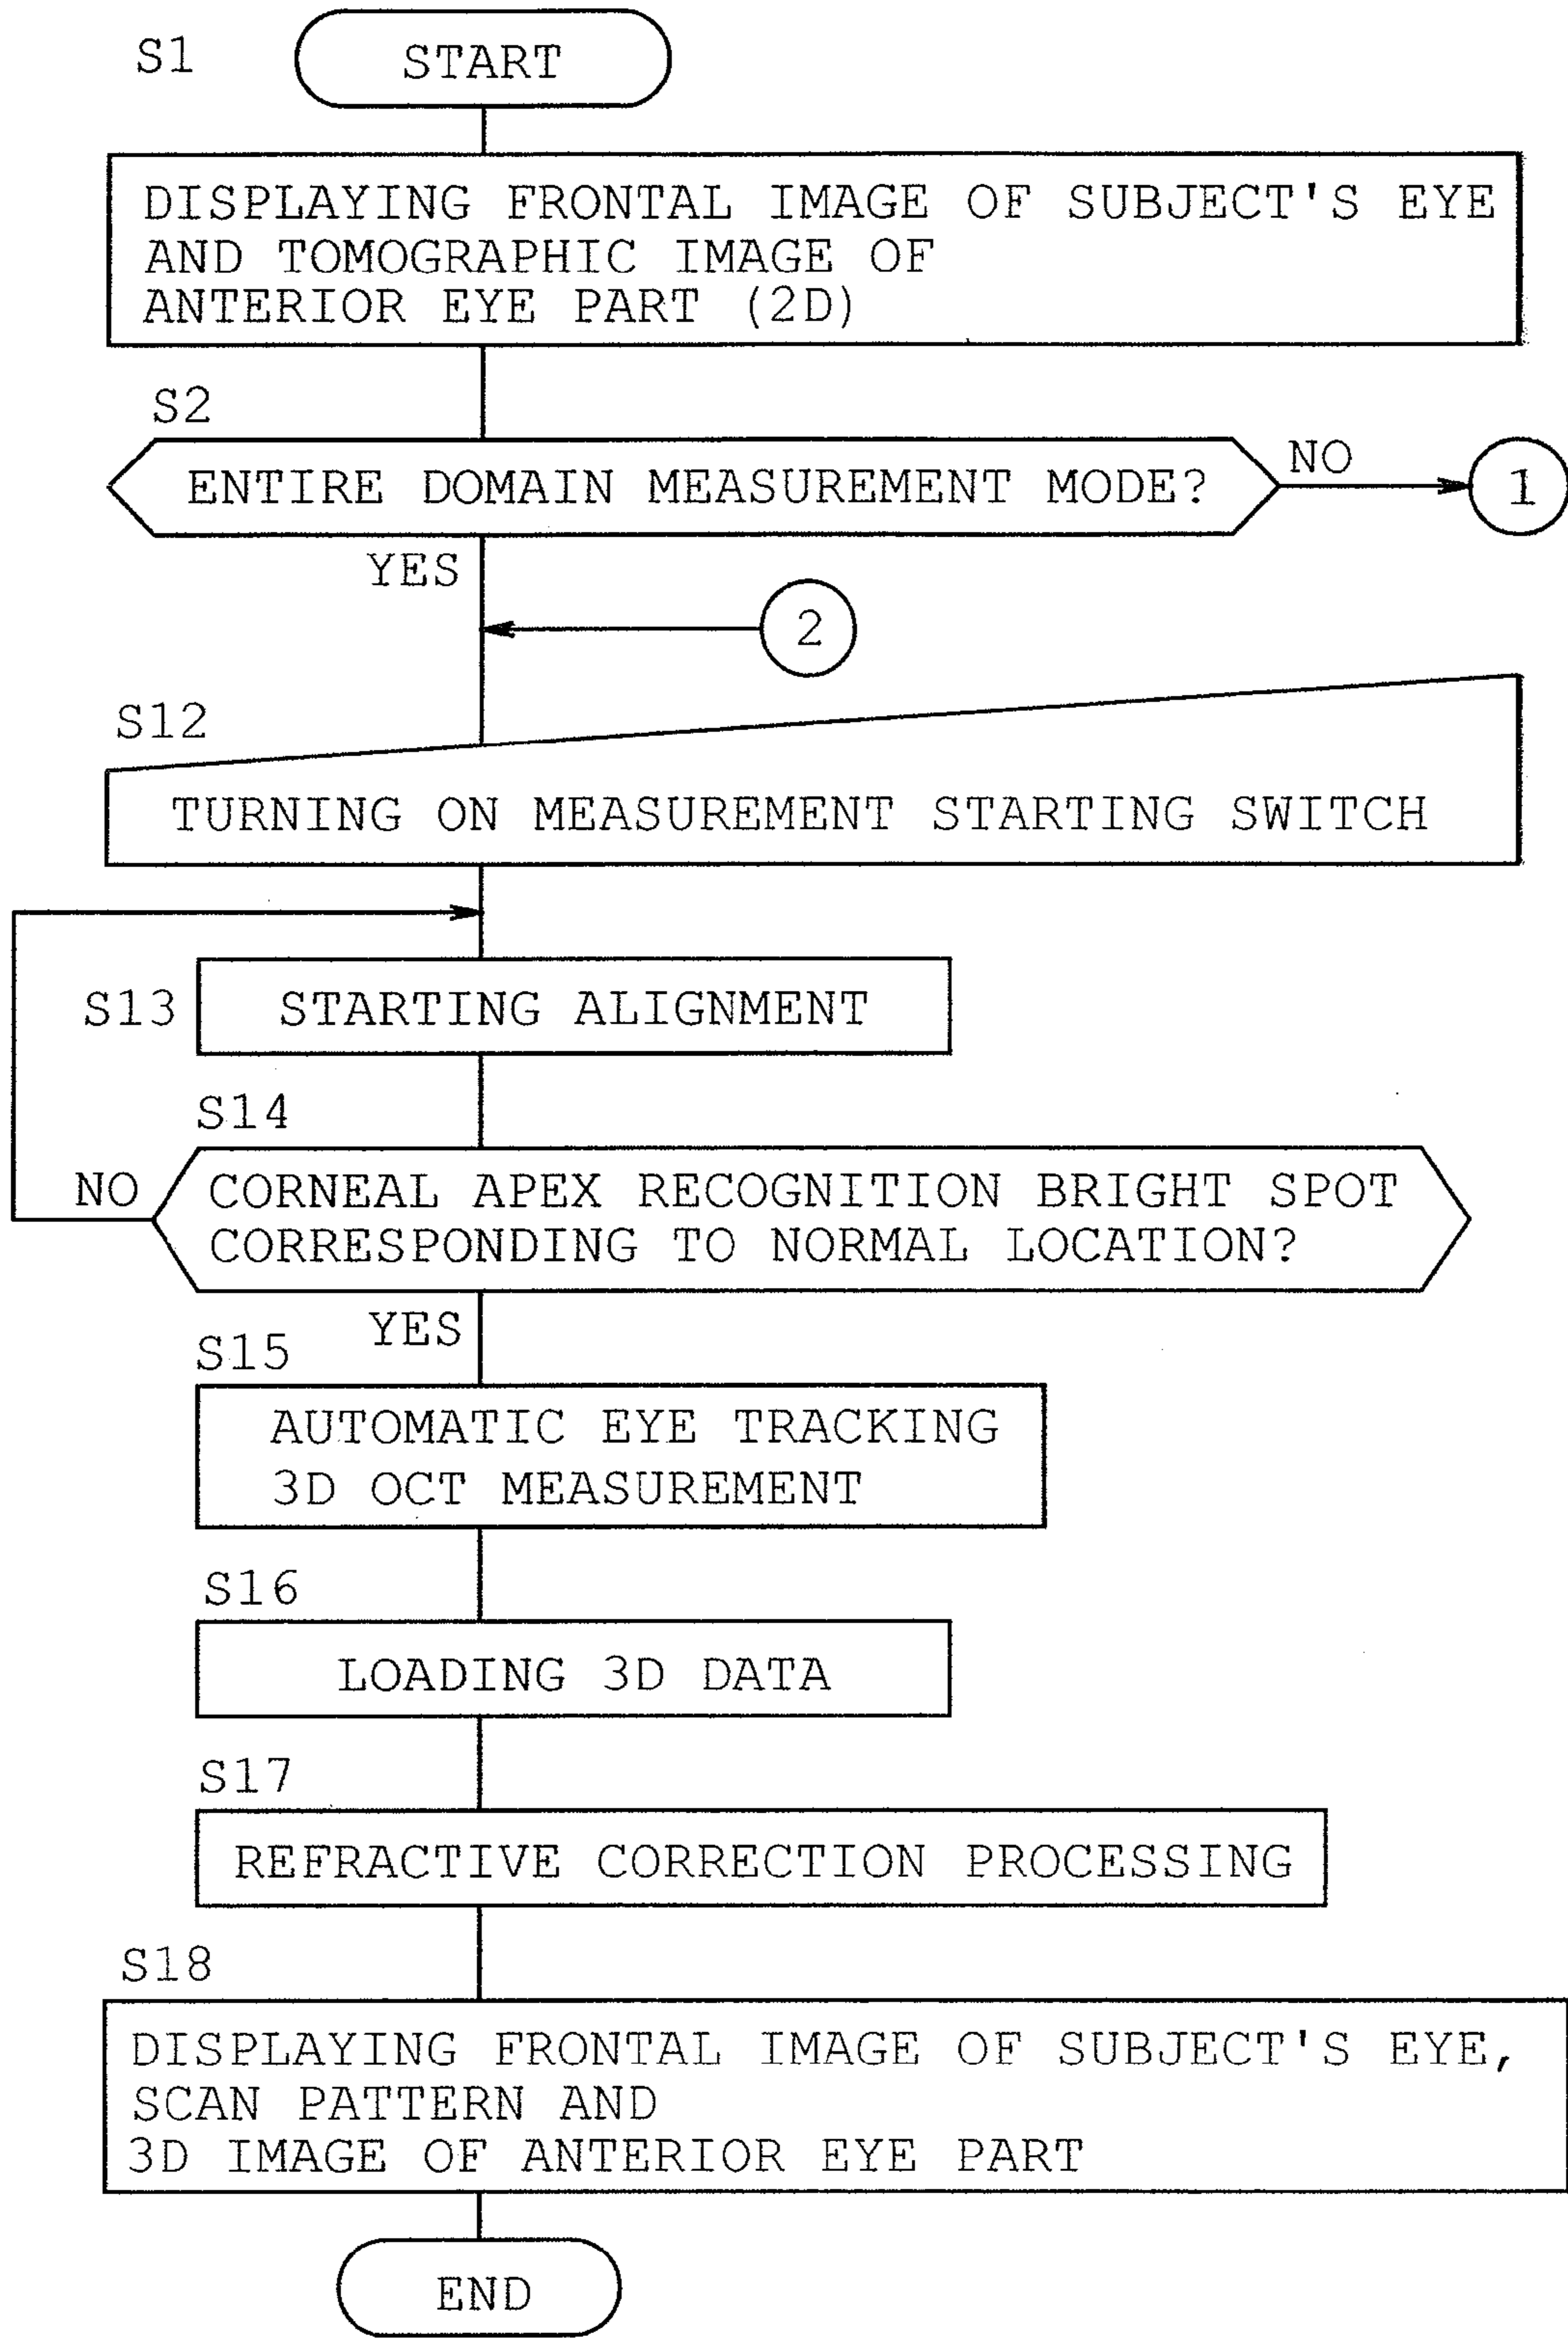 S1
START
DISPLAYING FRONTAL IMAGE OF SUBJECT'S EYE
AND TOMOGRAPHIC IMAGE OF
ANTERIOR EYE PART (2D)
S2
ENTIRE DOMAIN MEASUREMENT MODE?
NO
1
YES
2
S12
TURNING ON MEASUREMENT STARTING SWITCH
S13
STARTING ALIGNMENT
S14
NO
CORNEAL APEX RECOGNITION BRIGHT SPOT
CORRESPONDING TO NORMAL LOCATION?
YES
S15
AUTOMATIC EYE TRACKING
3D OCT MEASUREMENT
S16
LOADING 3D DATA
S17
REFRACTIVE CORRECTION PROCESSING
S18
DISPLAYING FRONTAL IMAGE OF SUBJECT'S EYE,
SCAN PATTERN AND
3D IMAGE OF ANTERIOR EYE PART
END